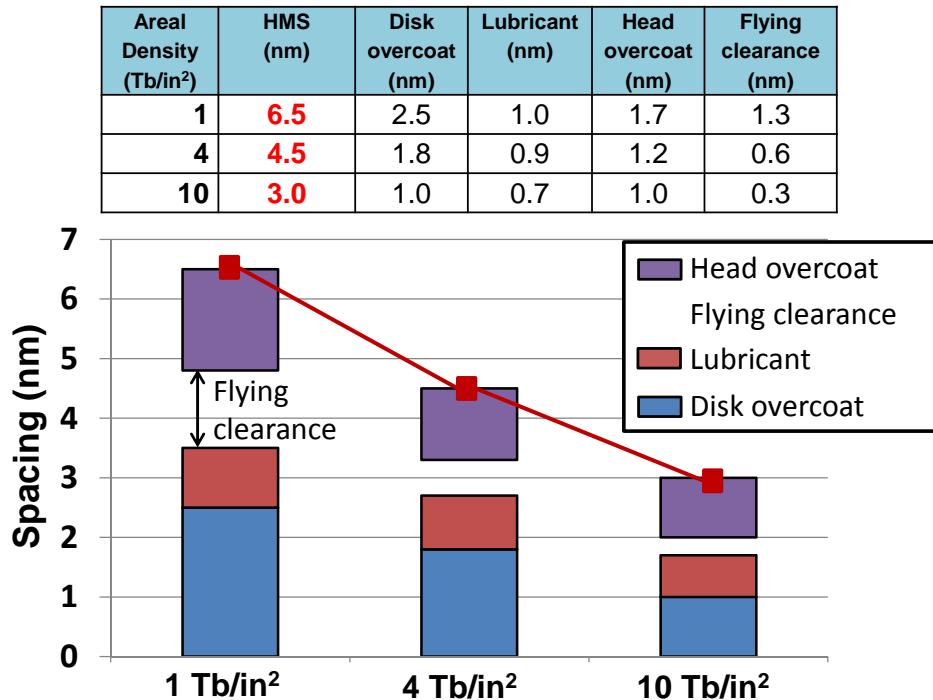 Areal Density (Tb/in²) HMS (nm) Disk overcoat (nm) Lubricant (nm) Head overcoat (nm) Flying clearance (nm)
1 6.5 2.5 1.0 1.7 1.3
4 4.5 1.8 0.9 1.2 0.6
10 3.0 1.0 0.7 1.0 0.3
7
6
5
4
3
2
1
0
Spacing (nm)
Flying
clearance
Head overcoat
Flying clearance
Lubricant
Disk overcoat
1 Tb/in² 4 Tb/in² 10 Tb/in²